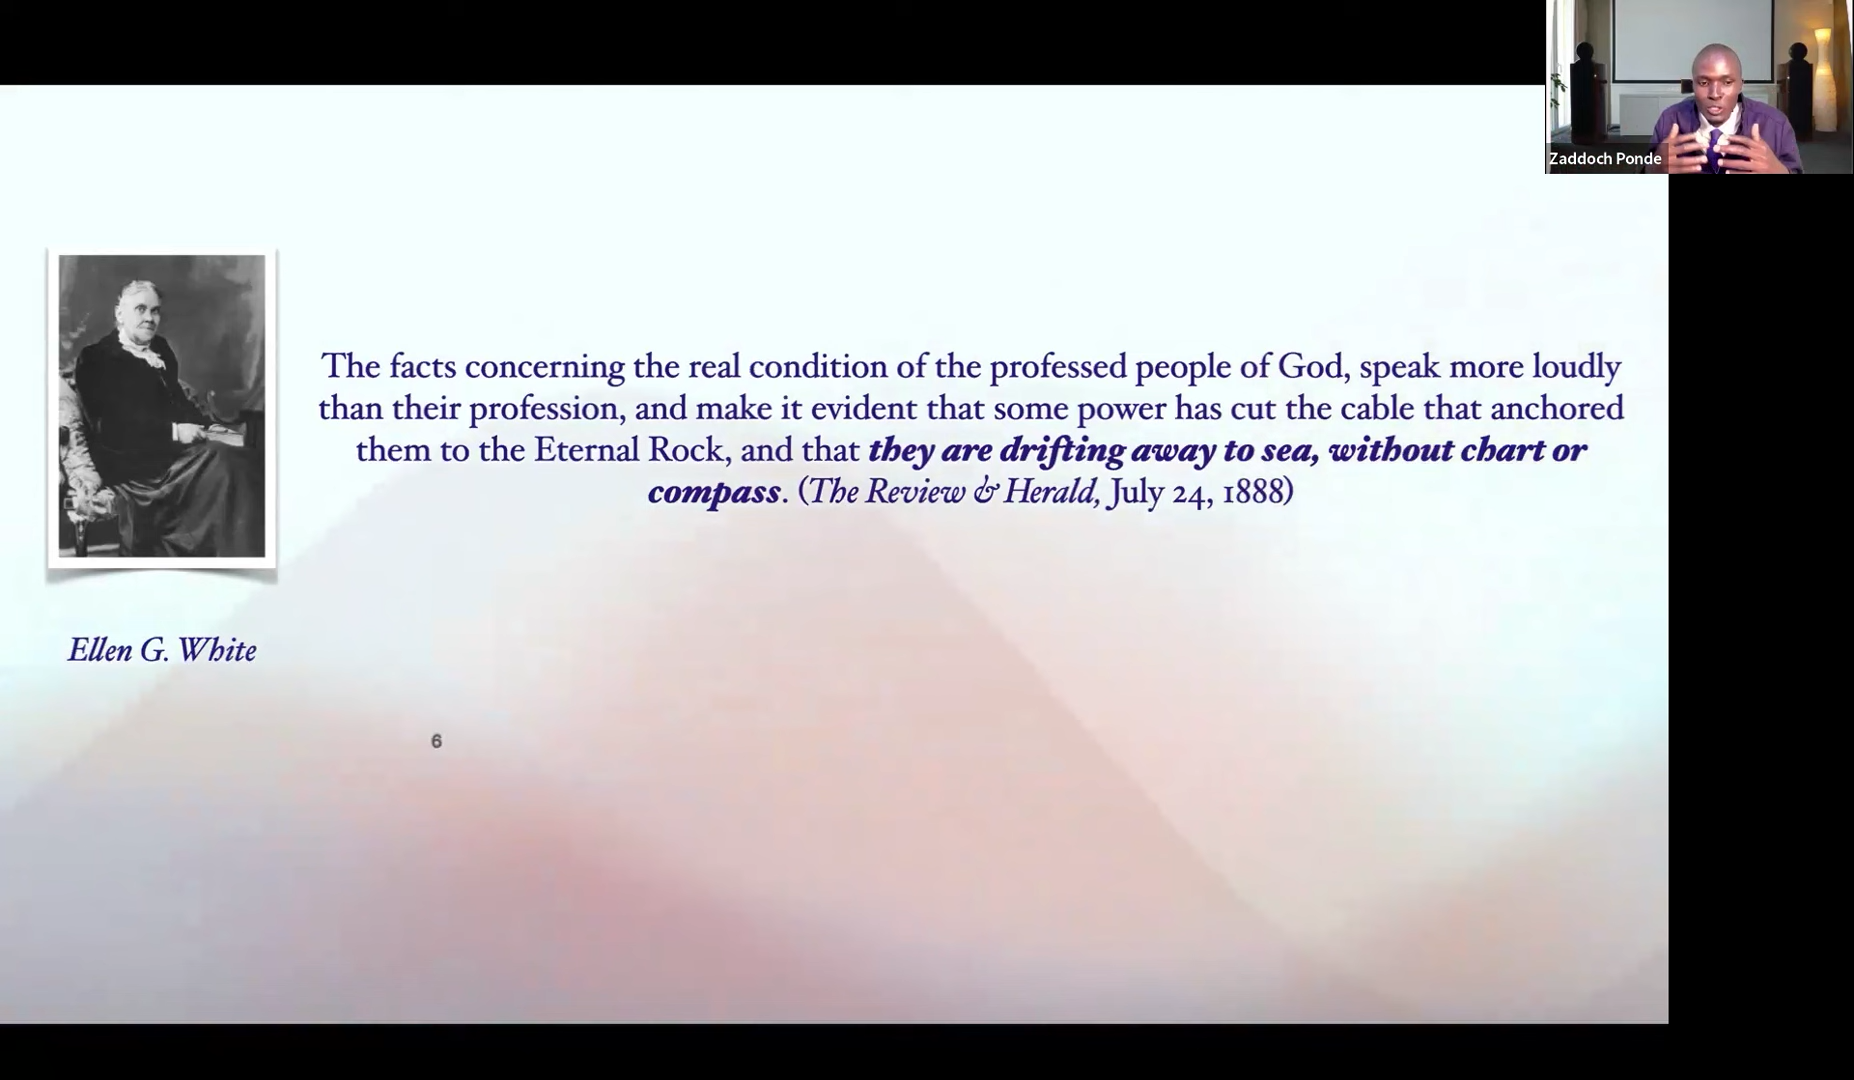 Zaddoch Ponde
The facts concerning the real condition of the professed people of God, speak more loudly
than their profession, and make it evident that some power has cut the cable that anchored
them to the Eternal Rock, and that they are drifting away to sea, without chart or
compass. (The Review & Herald, July 24, 1888)
Ellen G. White
6